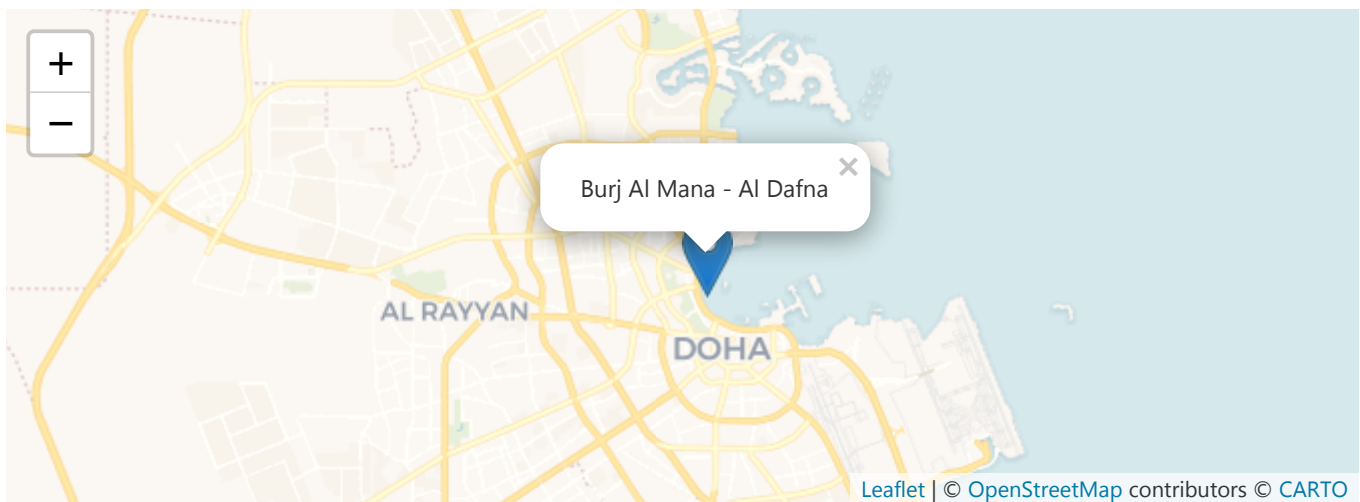 +
−
Burj Al Mana - Al Dafna
×
AL RAYYAN
DOHA
Leaflet | © OpenStreetMap contributors © CARTO